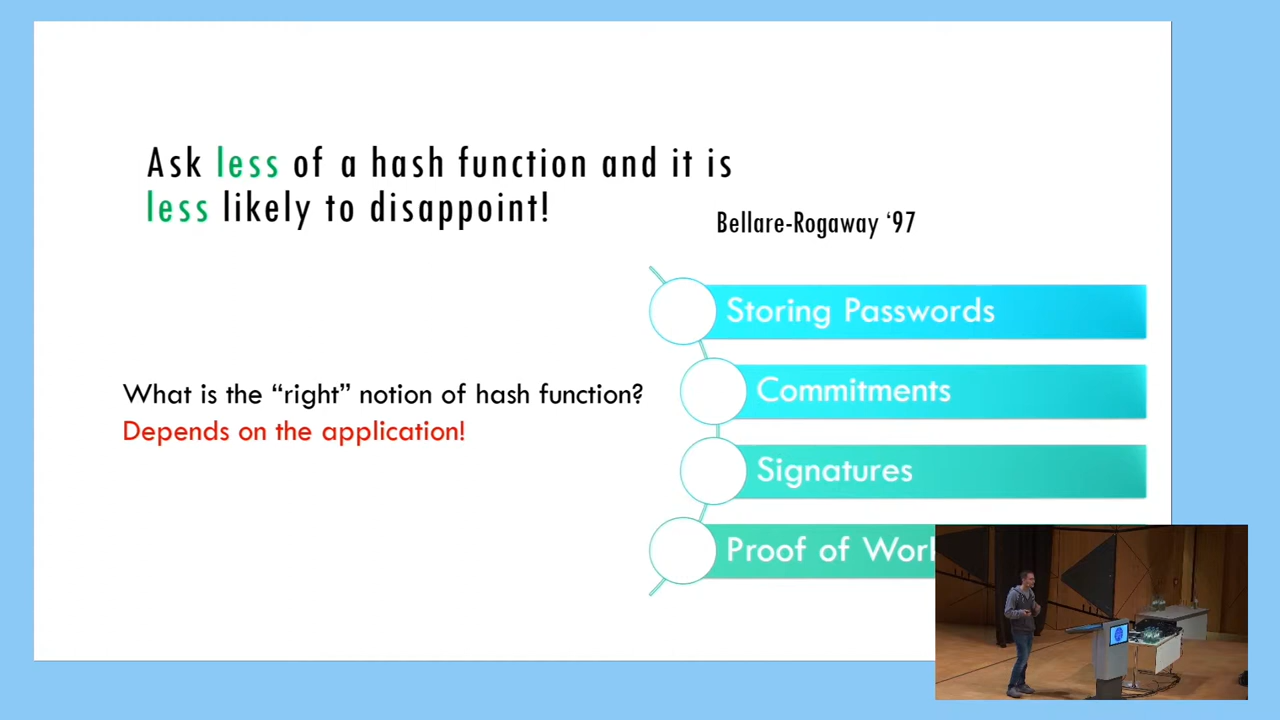 Ask less of a hash function and it is
less likely to disappoint!
Bellare-Rogaway ‘97
What is the “right” notion of hash function?
Depends on the application!
Storing Passwords
Commitments
Signatures
Proof of Work